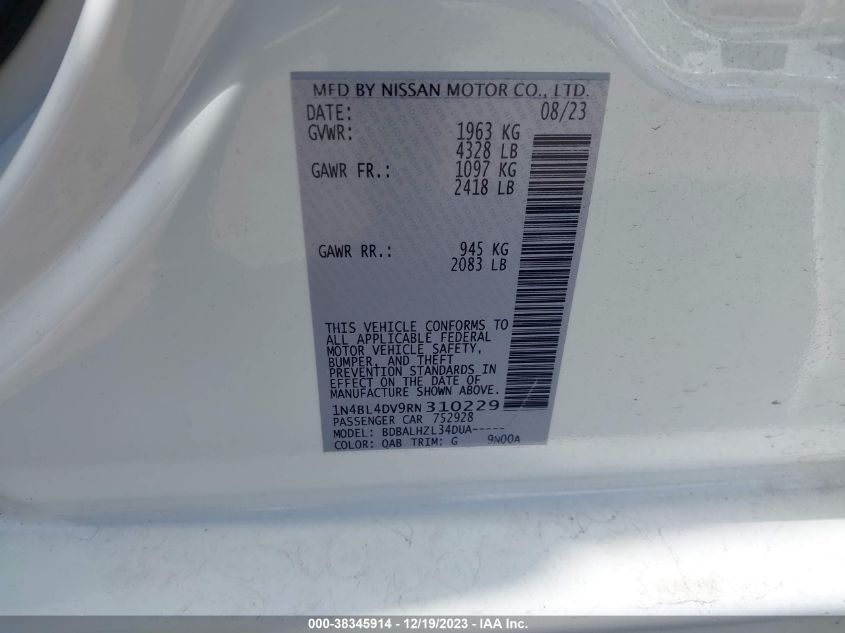 MFD BY NISSAN MOTOR CO., LTD.
DATE: 08/23
GVWR: 1963 KG
4328 LB
GAWR FR.: 1097 KG
2418 LB
GAWR RR.: 945 KG
2083 LB
THIS VEHICLE CONFORMS TO
ALL APPLICABLE FEDERAL
MOTOR VEHICLE SAFETY,
BUMPER, AND THEFT
PREVENTION STANDARDS IN
EFFECT ON THE DATE OF
MANUFACTURE SHOWN ABOVE.
1N4BL4DV9RN310229
PASSENGER CAR 752928
MODEL: BDBALHZL34DUA-----
COLOR: QAB TRIM: G 9N00A
000-38345914 - 12/19/2023 - IAA Inc.